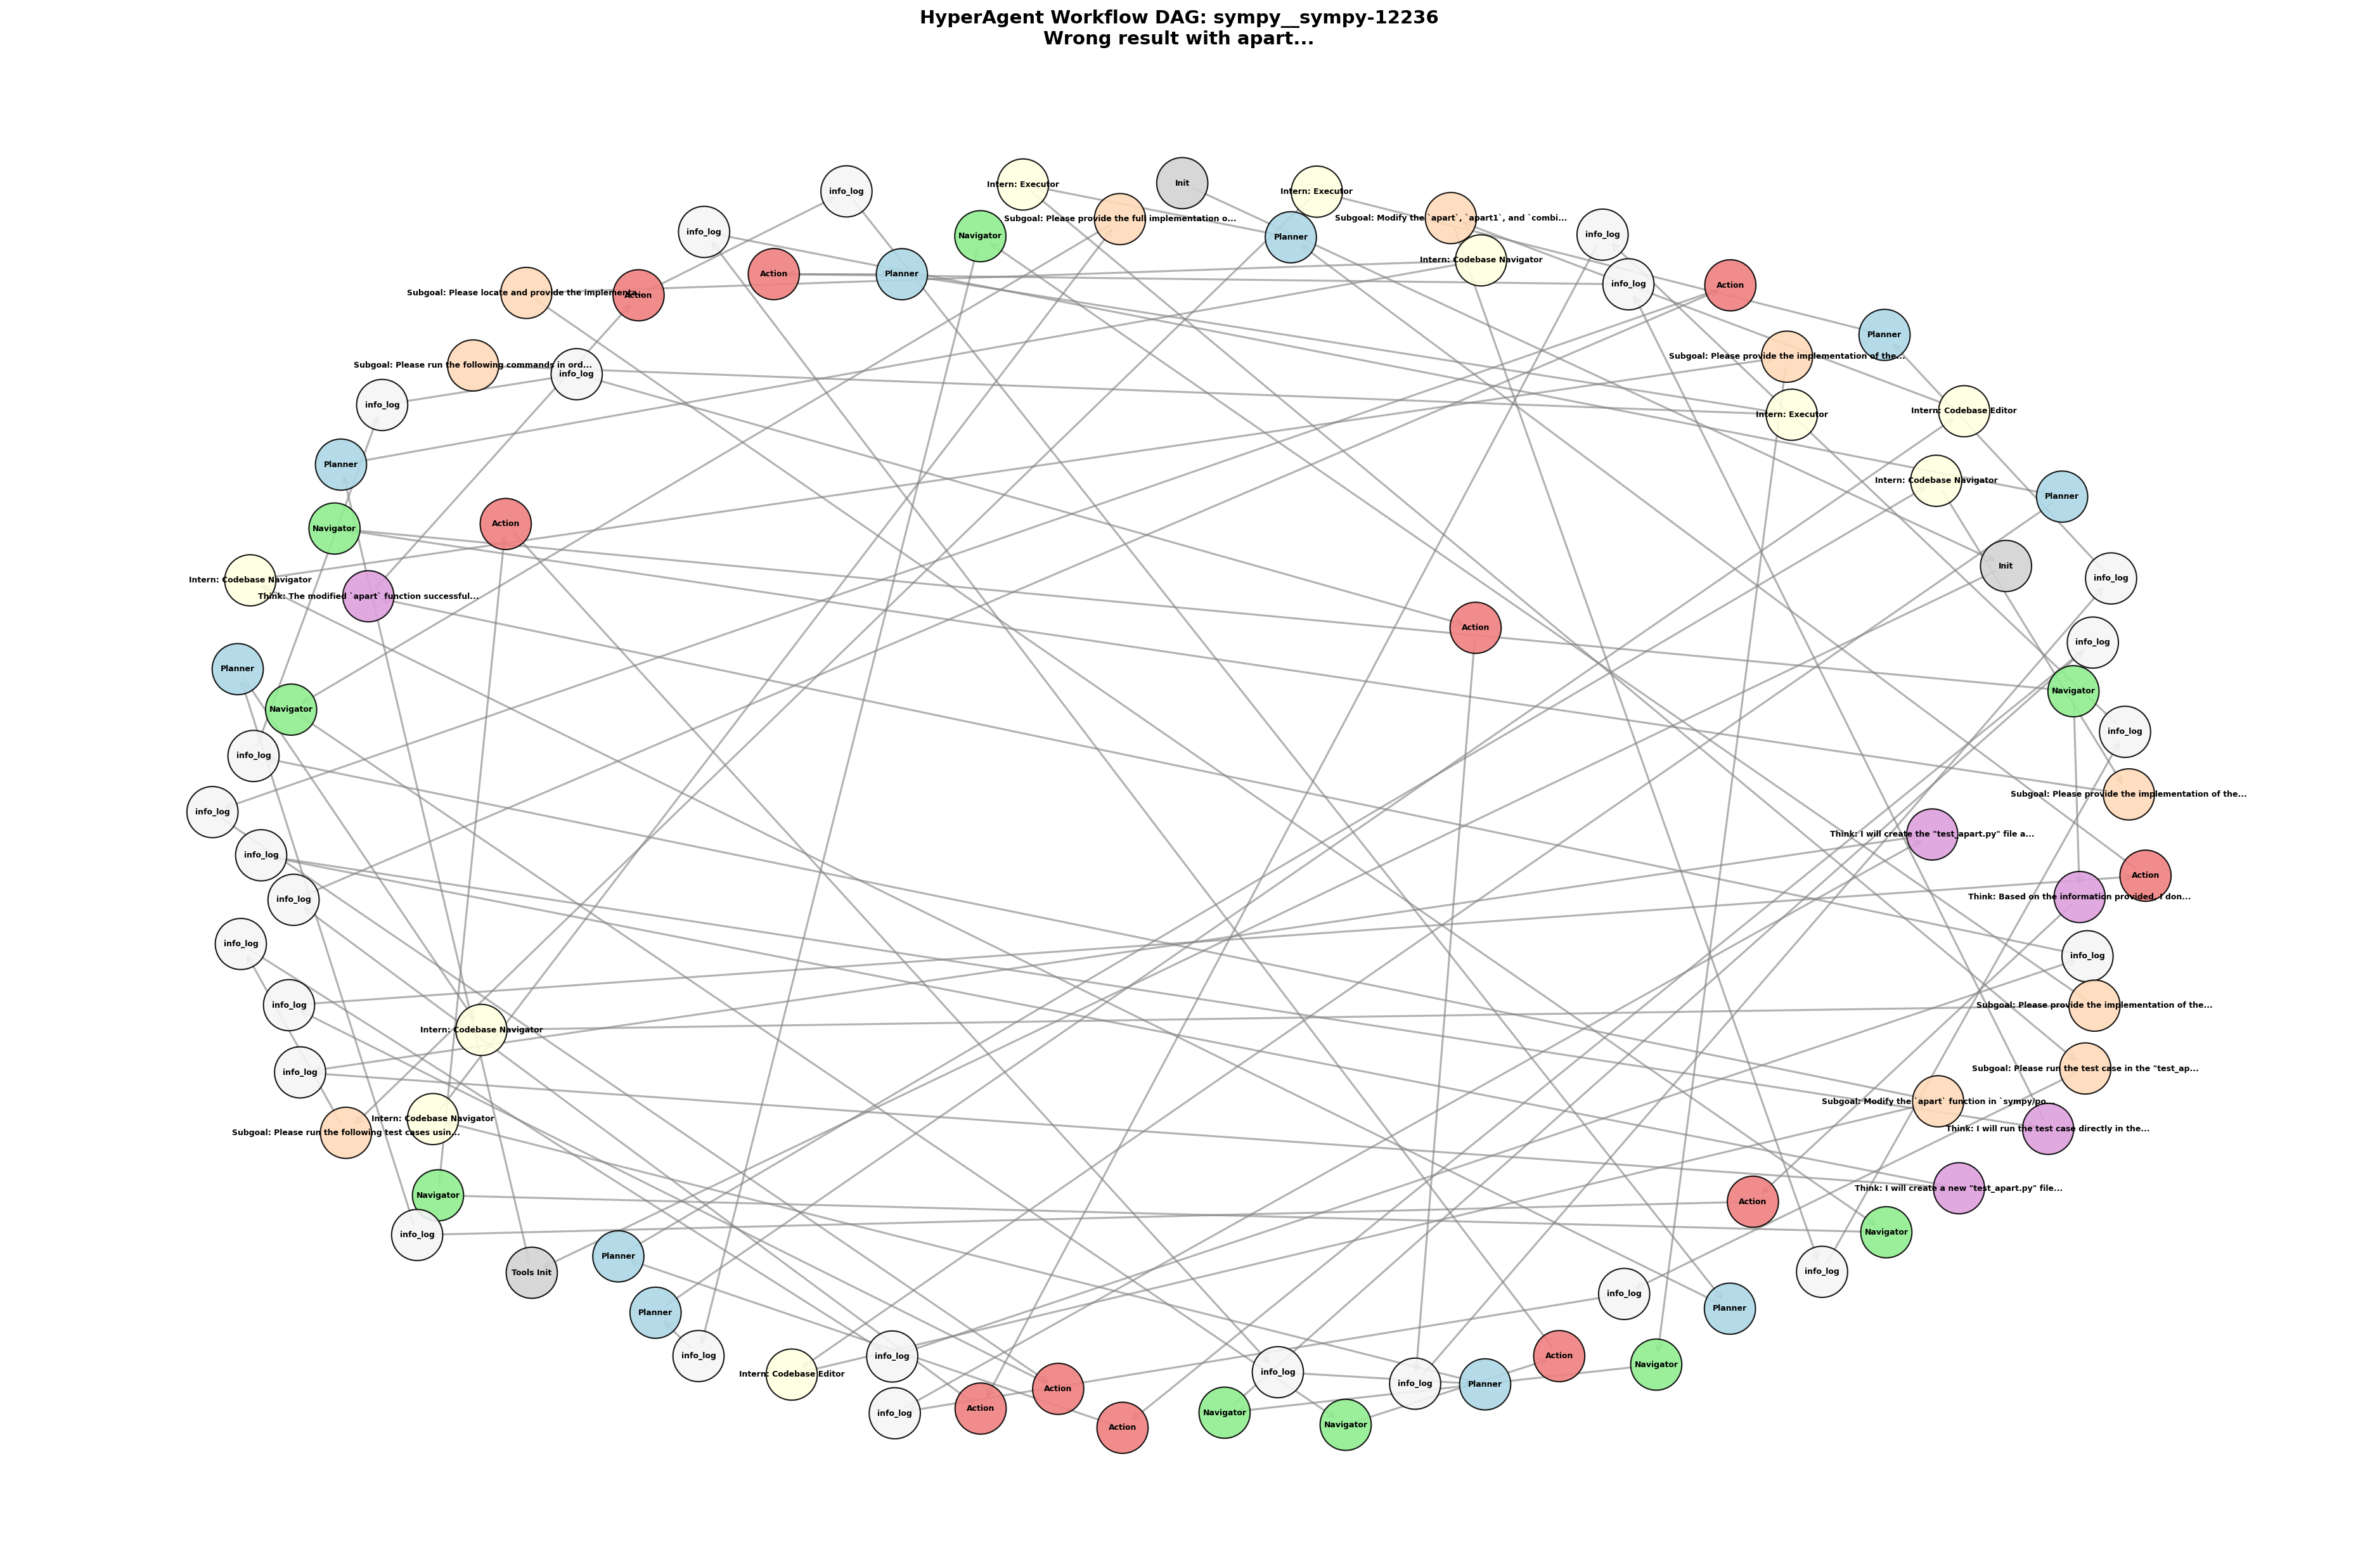 HyperAgent Workflow DAG: sympy__sympy-12236
Wrong result with apart...
Init
Intern: Executor
Intern: Executor
info_log
Subgoal: Please provide the full implementation o...
Subgoal: Modify the `apart`, `apart1`, and `combi...
info_log
Navigator
Planner
info_log
Intern: Codebase Navigator
Action
Planner
info_log
Action
Subgoal: Please locate and provide the implementa...
Action
Planner
Subgoal: Please provide the implementation of the...
Subgoal: Please run the following commands in ord...
info_log
info_log
Intern: Codebase Editor
Intern: Executor
Planner
Intern: Codebase Navigator
Planner
Action
Navigator
Init
info_log
Intern: Codebase Navigator
Think: The modified `apart` function successful...
Action
info_log
Planner
Navigator
Navigator
info_log
info_log
Subgoal: Please provide the implementation of the...
info_log
Think: I will create the "test_apart.py" file a...
info_log
Action
Think: Based on the information provided, I don...
info_log
info_log
info_log
info_log
Subgoal: Please provide the implementation of the...
Intern: Codebase Navigator
Subgoal: Please run the test case in the "test_ap...
info_log
Subgoal: Modify the `apart` function in `sympy/po...
Intern: Codebase Navigator
Think: I will run the test case directly in the...
Subgoal: Please run the following test cases usin...
Think: I will create a new "test_apart.py" file...
Navigator
Action
Navigator
info_log
Planner
info_log
Tools Init
info_log
Planner
Planner
info_log
info_log
Action
Navigator
info_log
Intern: Codebase Editor
info_log
Planner
Action
Action
Navigator
info_log
Navigator
Action